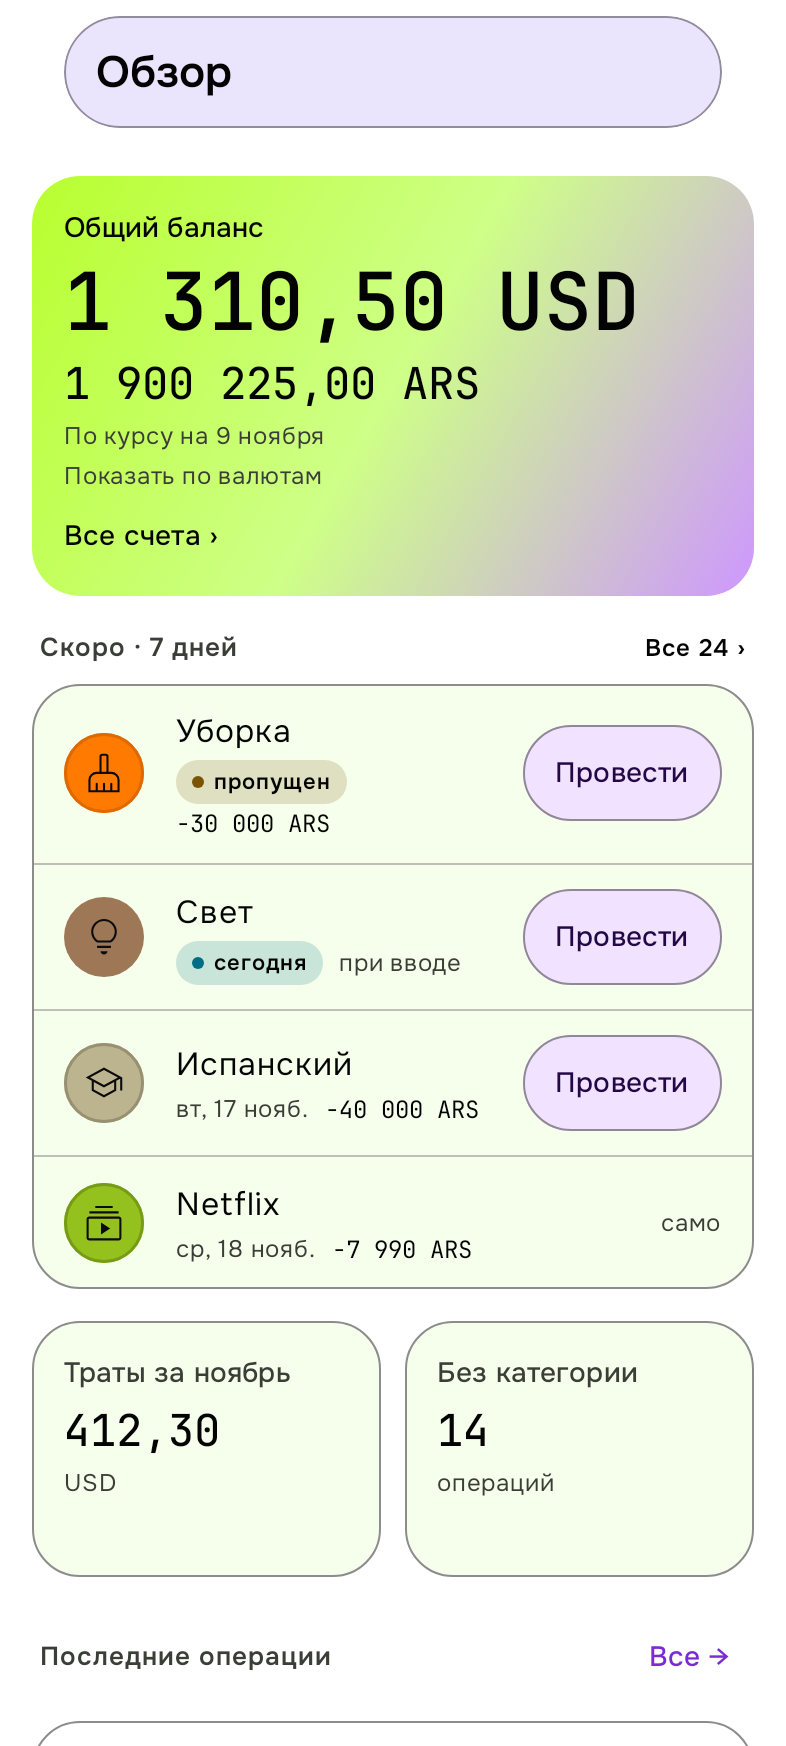 Обзор
Общий баланс
1 310,50 USD
1 900 225,00 ARS
По курсу на 9 ноября
Показать по валютам
Все счета ›
Скоро · 7 дней
Все 24 ›
Уборка
пропущен
-30 000 ARS
Провести
Свет
сегодня при вводе
Провести
Испанский
вт, 17 нояб. -40 000 ARS
Провести
Netflix
ср, 18 нояб. -7 990 ARS
само
Траты за ноябрь
412,30
USD
Без категории
14
операций
Последние операции
Все →